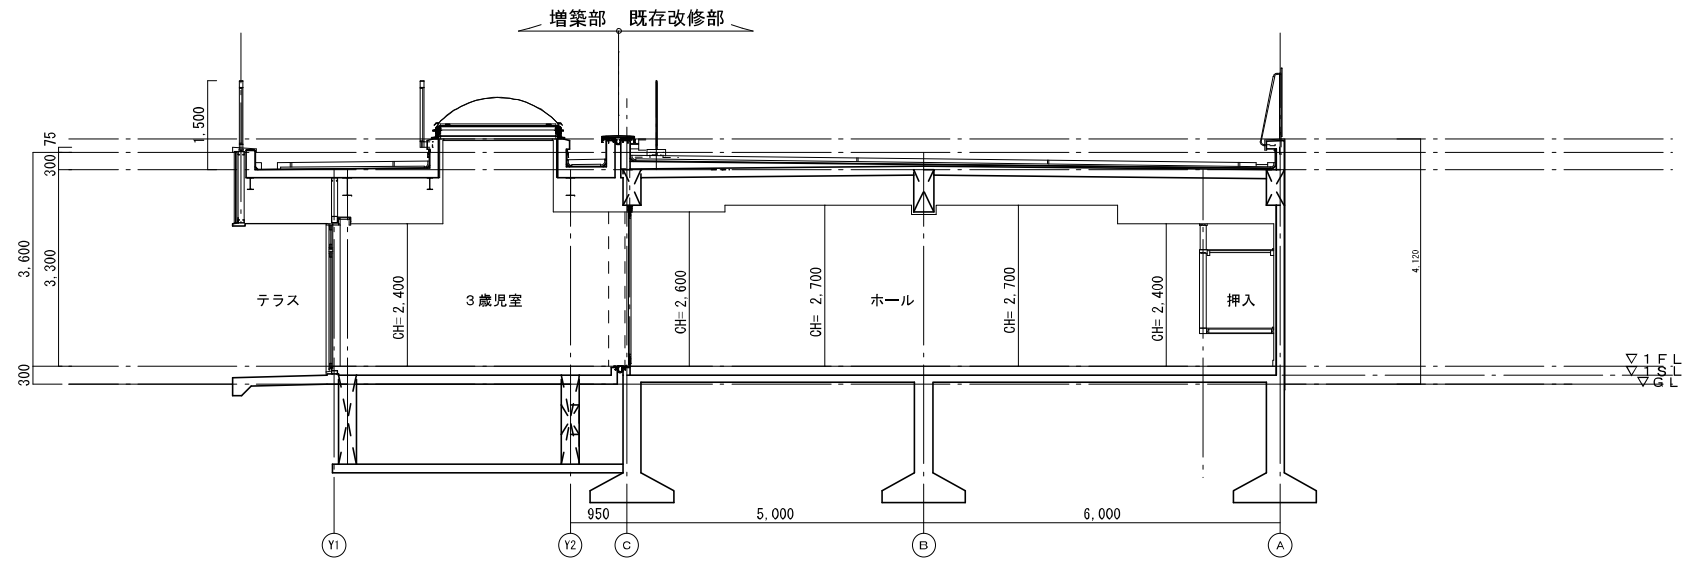 増築部 既存改修部
1,500
75
300
3,600
3,300
300
テラス
CH= 2,400
3歳児室
CH= 2,600
CH= 2,700
ホール
CH= 2,700
CH= 2,400
押入
4,120
▽1FL
▽1SL
▽GL
950
5,000
6,000
Y1
Y2
C
B
A